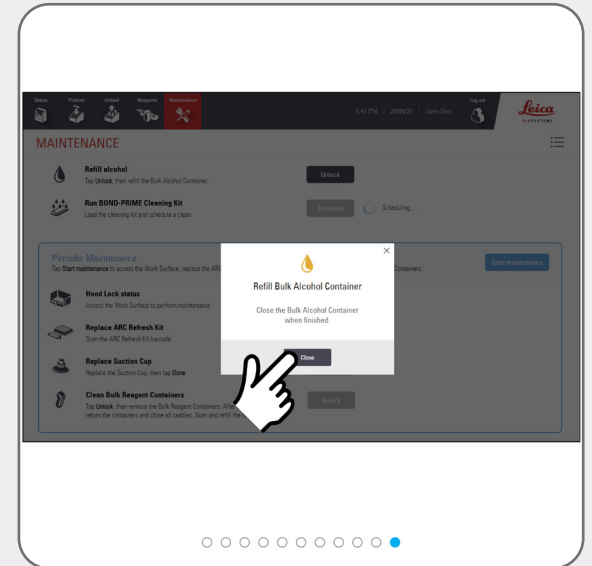 Status Preload Unload Reagents Maintenance
5:44 PM | 28/09/21 | Jane Doe
Log out
Leica
BIOSYSTEMS
MAINTENANCE
Refill alcohol
Tap Unlock, then refill the Bulk Alcohol Container.
Unlock
Run BOND-PRIME Cleaning Kit
Load the cleaning kit and schedule a clean.
Schedule
Scheduling...
Periodic Maintenance
Tap Start maintenance to access the Work Surface, replace the ARC
Containers.
Start maintenance
Hood Lock status
Access the Work Surface to perform maintenance.
Replace ARC Refresh Kit
Scan the ARC Refresh Kit barcode.
Replace Suction Cup
Replace the Suction Cup, then tap Done
Clean Bulk Reagent Containers
Tap Unlock, then remove the Bulk Reagent Containers. After
return the containers and close all caddies. Scan and refill the
Unlock
Refill Bulk Alcohol Container
Close the Bulk Alcohol Container
when finished.
Close